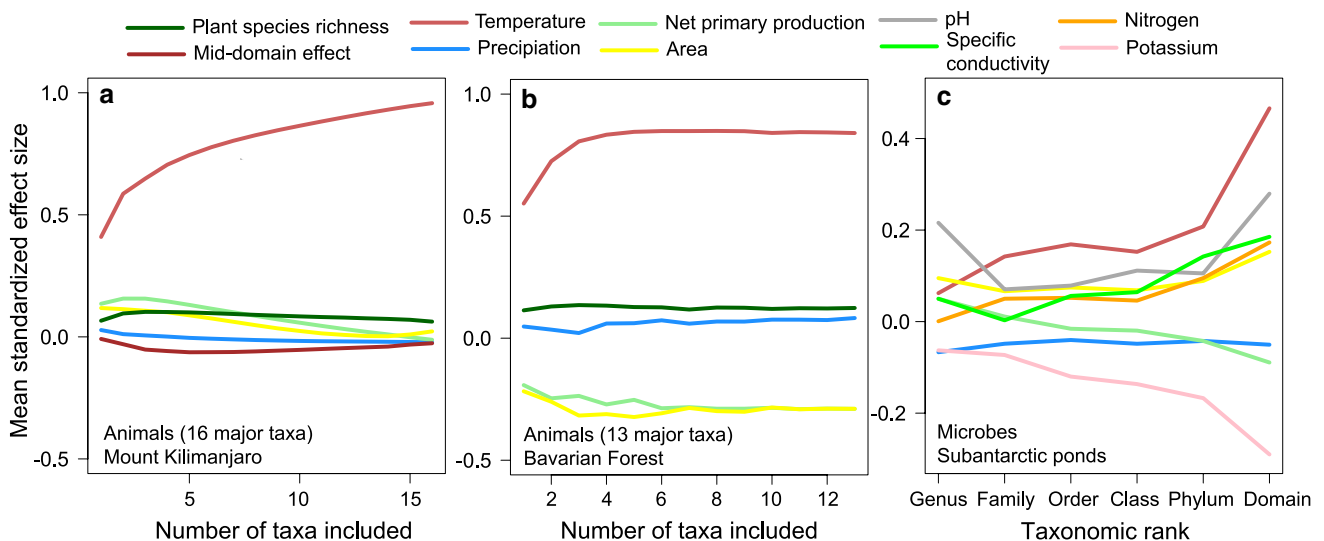 Plant species richness
Temperature
Net primary production
pH
Nitrogen
Mid-domain effect
Precipiation
Area
Specific
conductivity
Potassium
Mean standardized effect size
a
1.0
0.5
0.0
-0.5
Animals (16 major taxa)
Mount Kilimanjaro
5 10 15
Number of taxa included
b
1.0
0.5
0.0
-0.5
Animals (13 major taxa)
Bavarian Forest
2 4 6 8 10 12
Number of taxa included
c
0.4
0.2
0.0
-0.2
Microbes
Subantarctic ponds
Genus Family Order Class Phylum Domain
Taxonomic rank